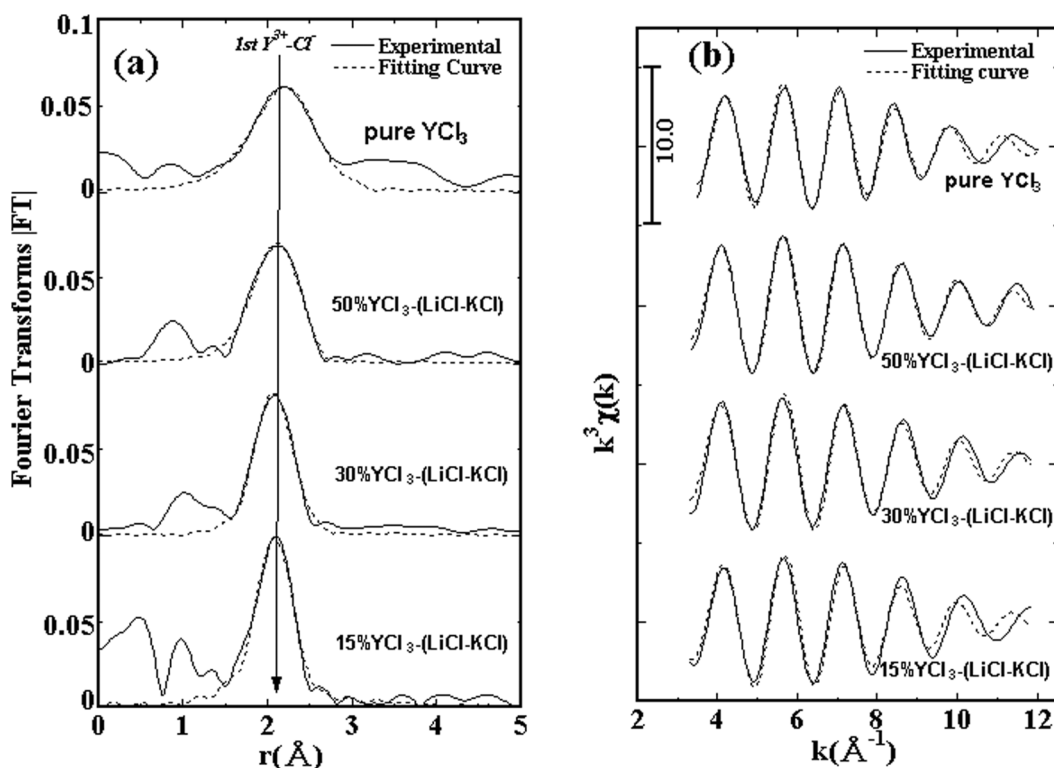 (a)
1st Y³⁺-Cl⁻
Experimental
Fitting Curve
pure YCl₃
50%YCl₃-(LiCl-KCl)
30%YCl₃-(LiCl-KCl)
15%YCl₃-(LiCl-KCl)
0.1
0.05
0
0.05
0
0.05
0
0.05
0
Fourier Transforms |FT|
0 1 2 3 4 5
r(Å)
(b)
Experimental
Fitting curve
10.0
pure YCl₃
50%YCl₃-(LiCl-KCl)
30%YCl₃-(LiCl-KCl)
15%YCl₃-(LiCl-KCl)
k³χ(k)
4 6 8 10 12
k(Å⁻¹)